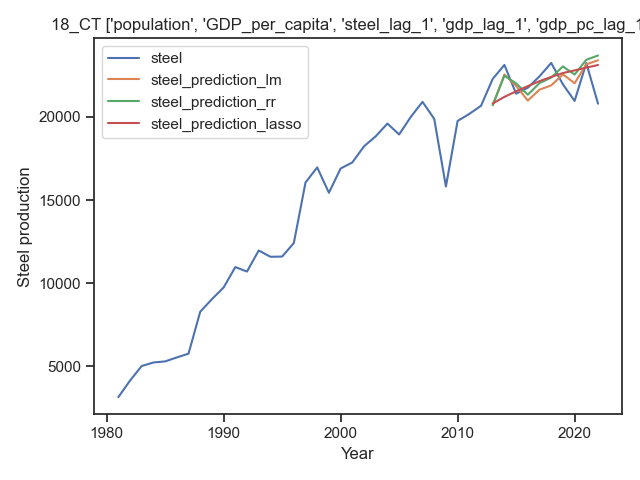 18_CT ['population', 'GDP_per_capita', 'steel_lag_1', 'gdp_lag_1', 'gdp_pc_lag_1
steel
steel_prediction_lm
steel_prediction_rr
steel_prediction_lasso
Steel production
20000
15000
10000
5000
1980 1990 2000 2010 2020
Year